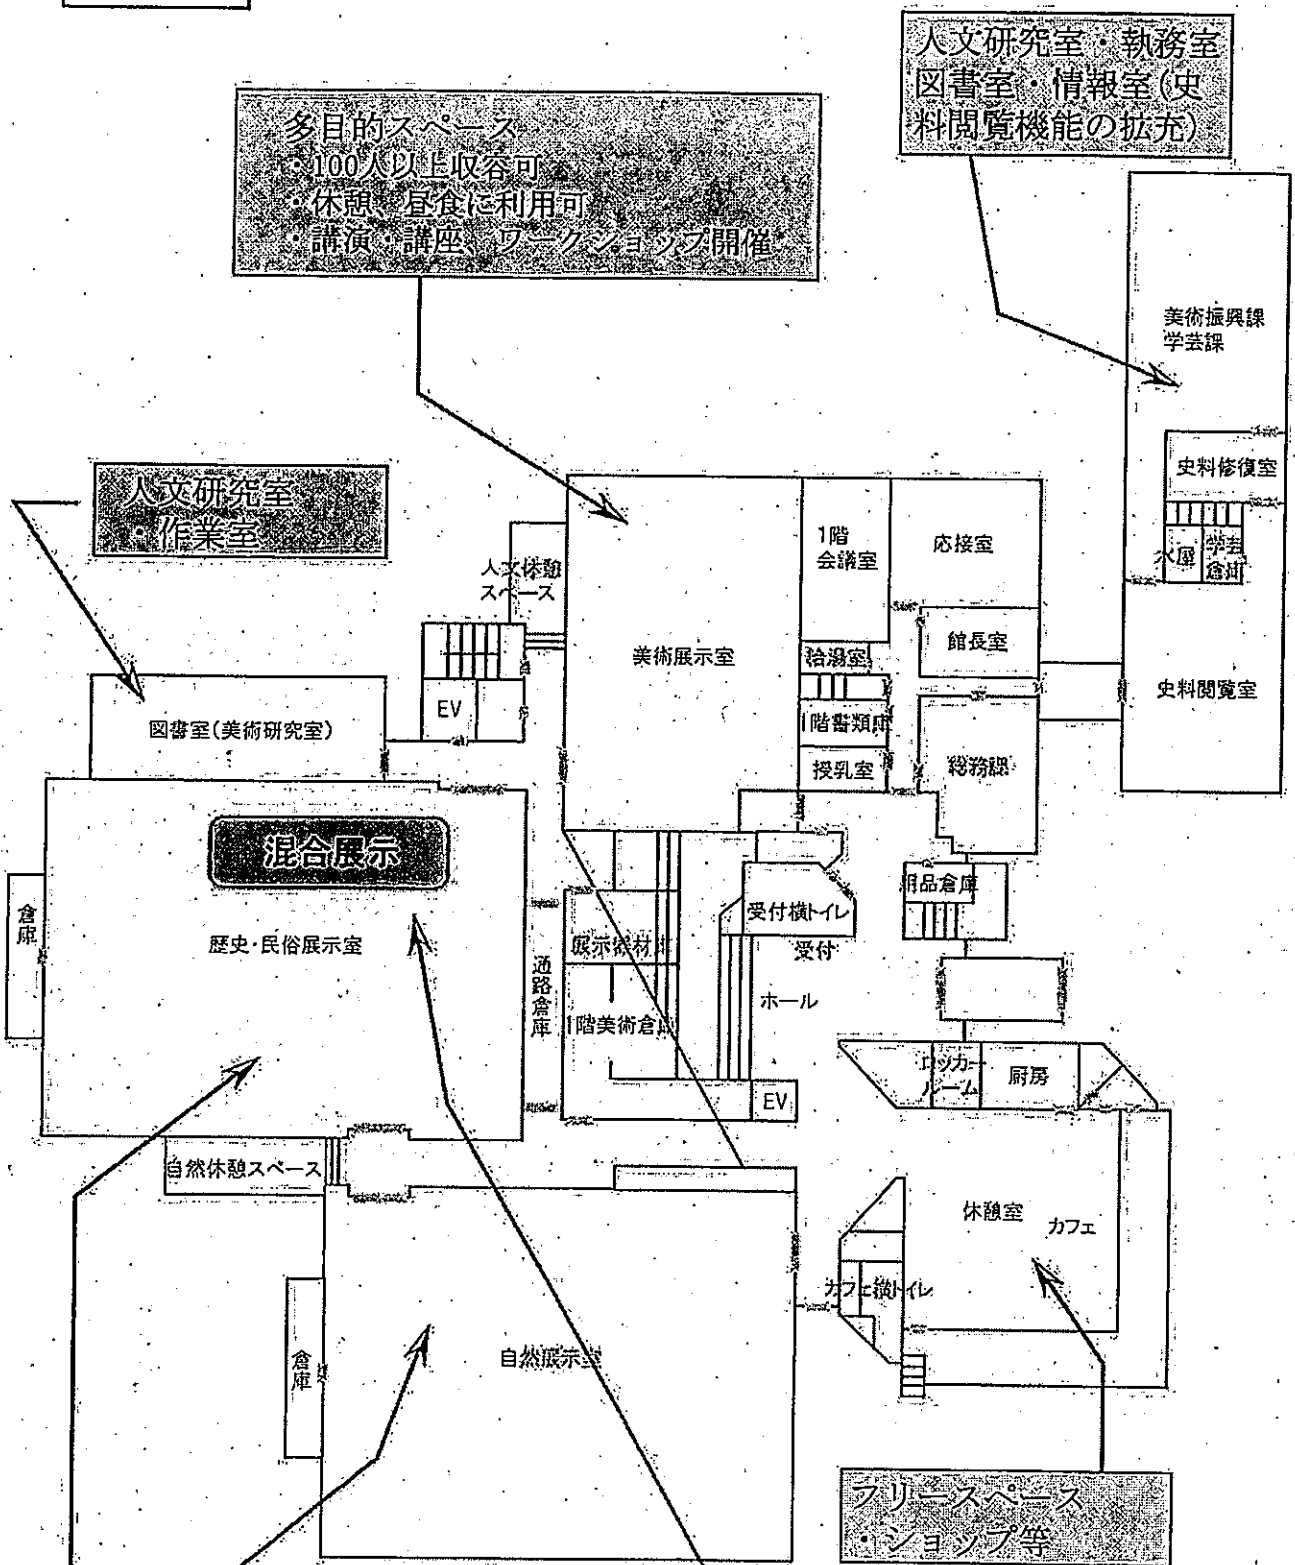 人文研究室・執務室
図書室・情報室(史
料閲覧機能の拡充)
多目的スペース
・100人以上収容可
・休憩、昼食に利用可
・講演・講座、ワークショップ開催
美術振興課
学芸課
史料修復室
水屋
学芸
倉庫
史料閲覧室
人文研究室
・作業室
人文休憩
スペース
1階
会議室
応接室
館長室
美術展示室
給湯室
1階書類庫
授乳室
総務課
EV
図書室(美術研究室)
混合展示
倉庫
歴史・民俗展示室
通路倉庫
展示器材庫
1階美術倉庫
受付横トイレ
受付
ホール
用品倉庫
EV
ロッカー
ルーム
厨房
自然休憩スペース
休憩室
カフェ
カフェ横トイレ
倉庫
自然展示室
フリースペース
・ショップ等